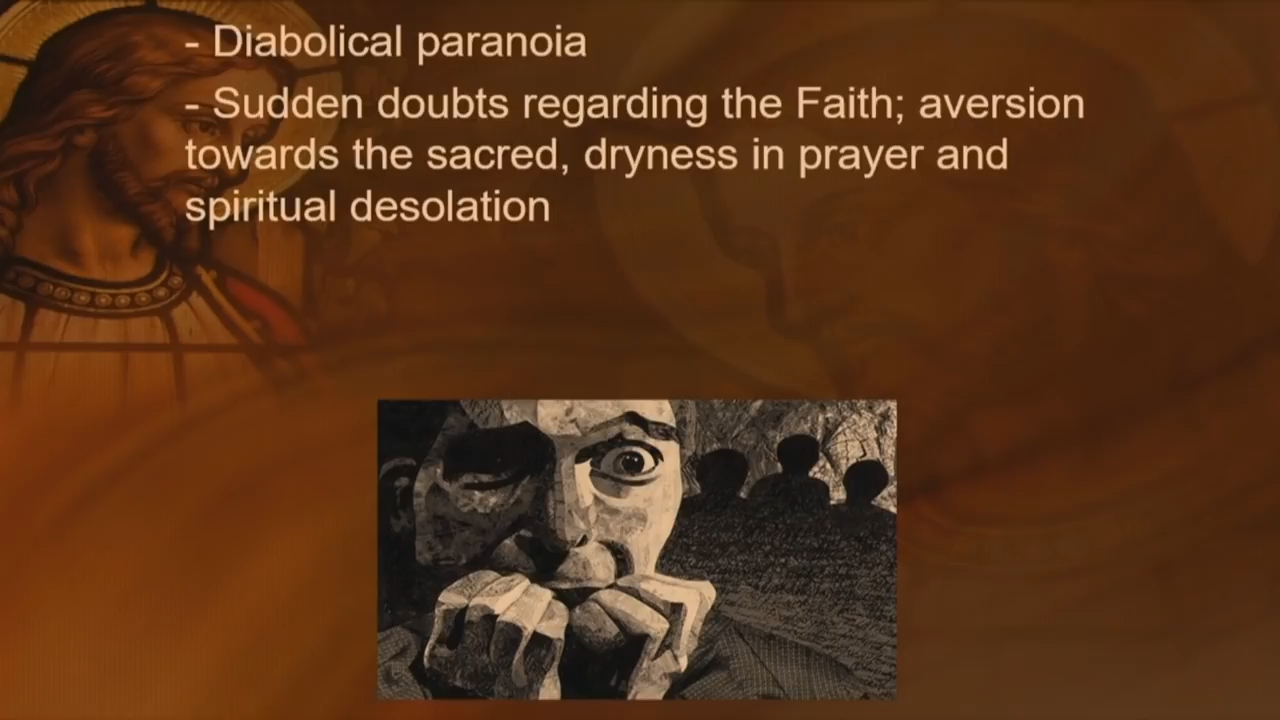 - Diabolical paranoia
- Sudden doubts regarding the Faith; aversion
towards the sacred, dryness in prayer and
spiritual desolation